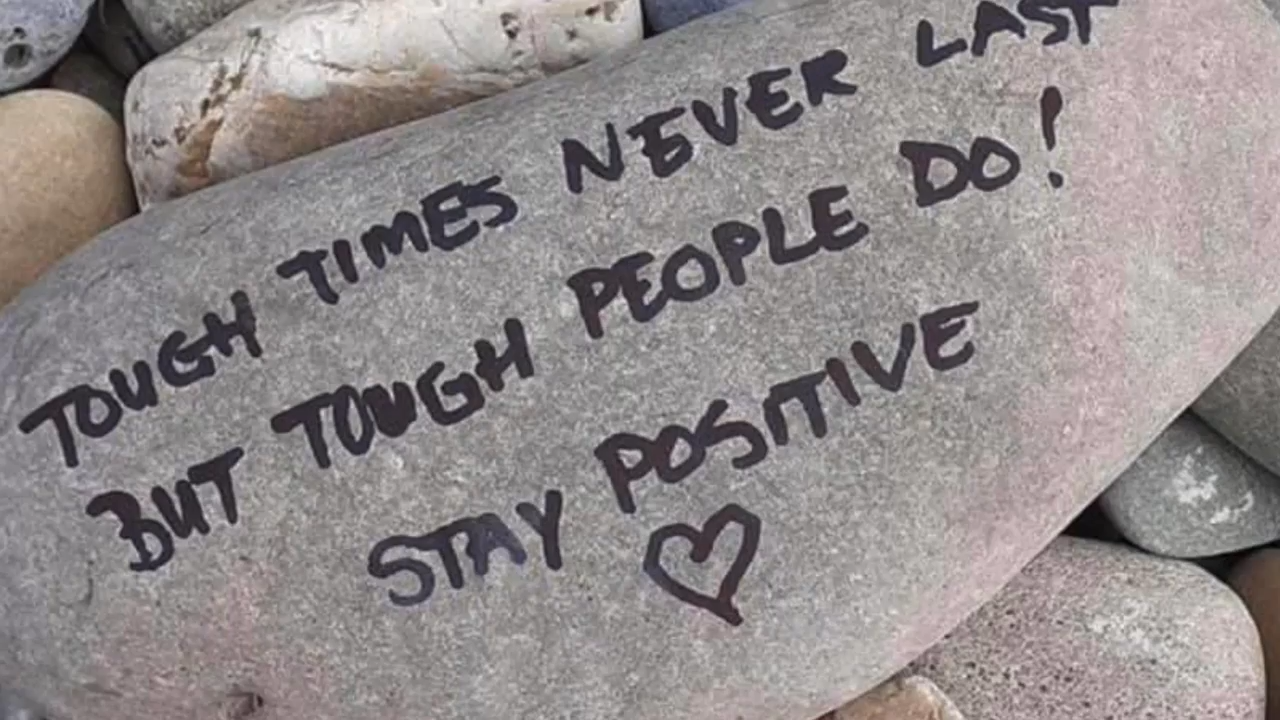 TOUGH TIMES NEVER LAST
BUT TOUGH PEOPLE DO!
STAY POSITIVE